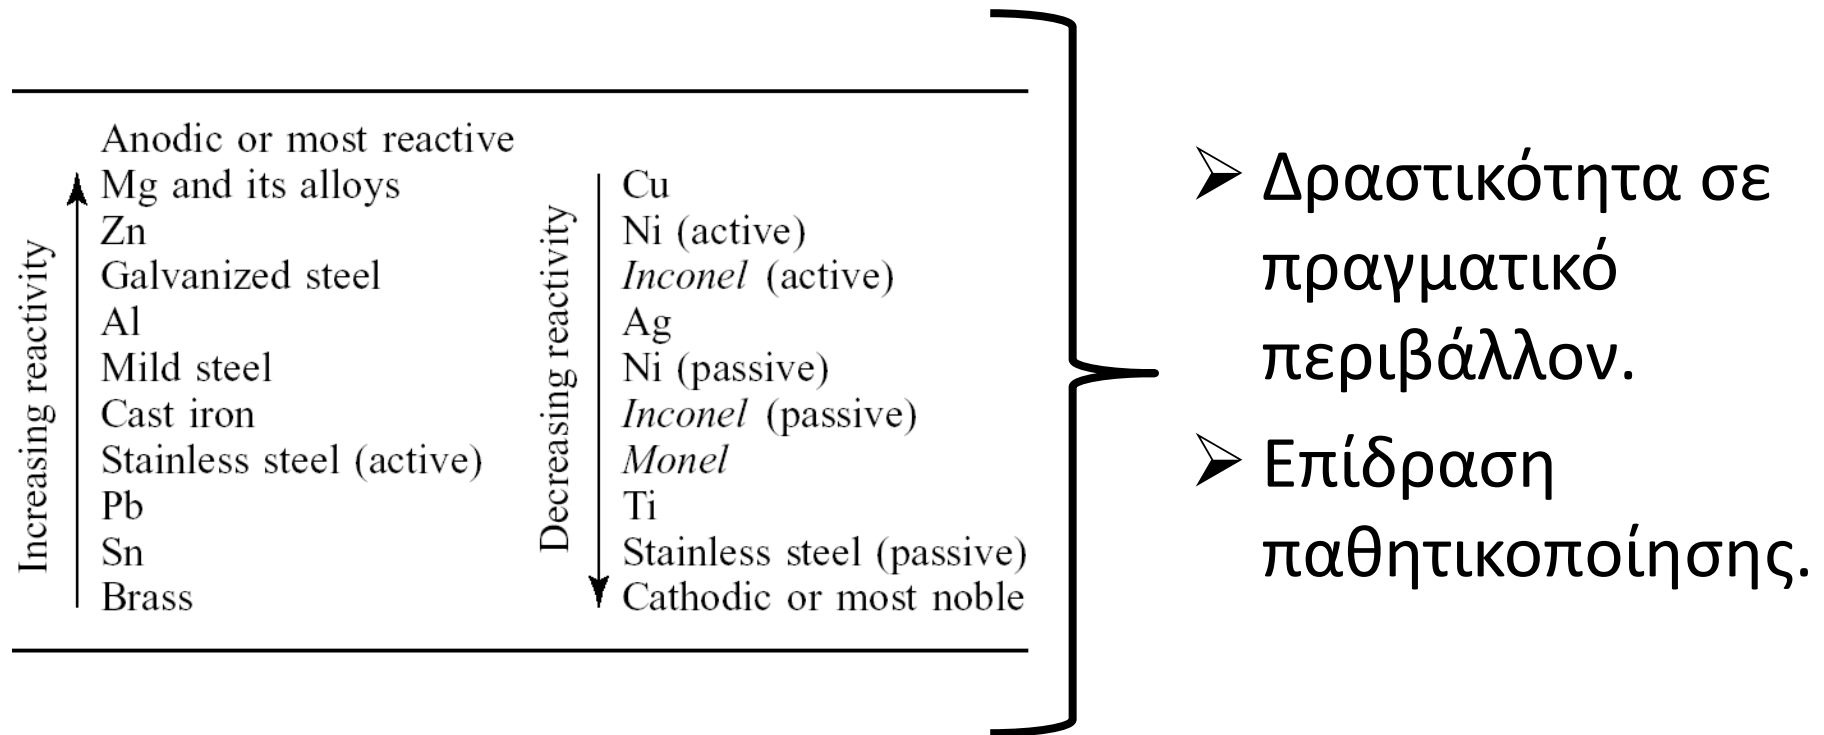 Anodic or most reactive
Mg and its alloys
Zn
Galvanized steel
Al
Mild steel
Cast iron
Stainless steel (active)
Pb
Sn
Brass
Increasing reactivity
Cu
Ni (active)
Inconel (active)
Ag
Ni (passive)
Inconel (passive)
Monel
Ti
Stainless steel (passive)
Cathodic or most noble
Decreasing reactivity
Δραστικότητα σε
πραγματικό
περιβάλλον.
Επίδραση
παθητικοποίησης.